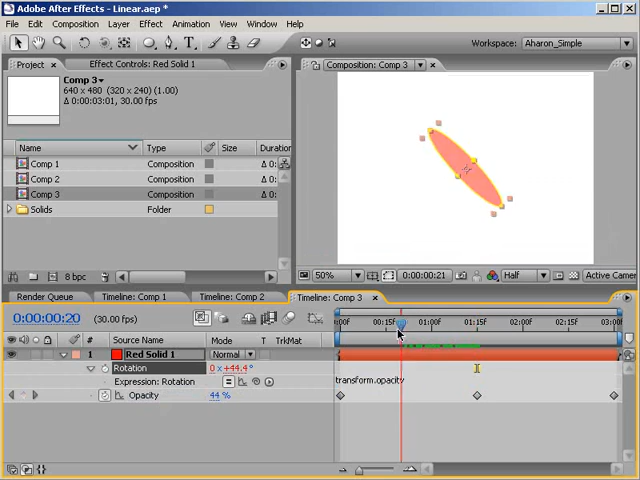 Adobe After Effects - Linear.aep *
File Edit Composition Layer Effect Animation View Window Help
Workspace: Aharon_Simple
Project × Effect Controls: Red Solid 1
Composition: Comp 3
Comp 3▾
640 x 480 (320 x 240) (1.00)
Δ 0:00:03:01, 30.00 fps
Name Type Size Duration
Comp 1 Composition Δ 0:
Comp 2 Composition Δ 0:
Comp 3 Composition Δ 0:
Solids Folder
8 bpc
50% 0:00:00:21 Half Active Camer
Render Queue Timeline: Comp 1 Timeline: Comp 2 Timeline: Comp 3 ×
0:00:00:20 (30.00 fps)
00F 00:15F 01:00F 01:15F 02:00F 02:15F 03:00F
# Source Name Mode T TrkMat
1 Red Solid 1 Normal
Rotation 0 x +44.4 °
Expression: Rotation transform.opacity
Opacity 44 %